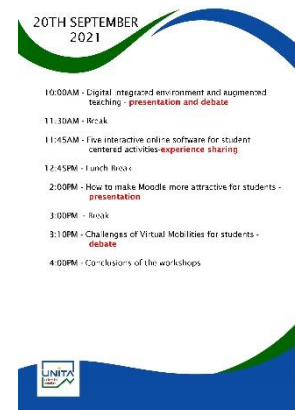 20TH SEPTEMBER
2021
10:00AM - Digital integrated environment and augmented
teaching - presentation and debate
11:30AM - Break
11:45AM - Five interactive online software for student
centered activities-experience sharing
12:45PM - Lunch Break
2:00PM - How to make Moodle more attractive for students -
presentation
3:00PM - Break
3:10PM - Challenges of Virtual Mobilities for students -
debate
4:00PM - Conclusions of the workshops
UNITA